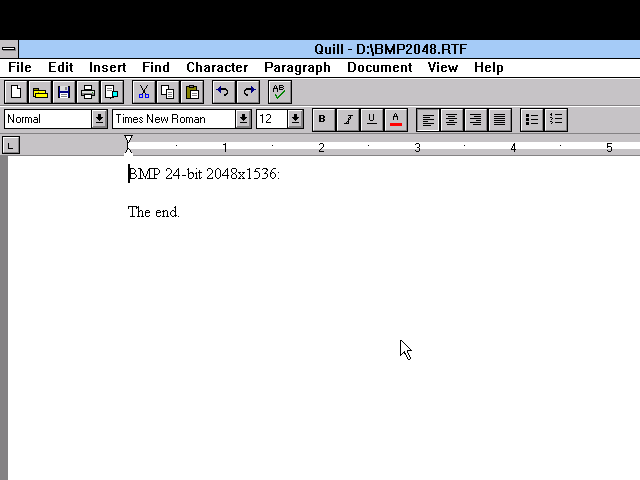 Quill - D:\BMP2048.RTF
File Edit Insert Find Character Paragraph Document View Help
ABC
Normal Times New Roman 12 B I U A
L 1 2 3 4 5
BMP 24-bit 2048x1536:
The end.